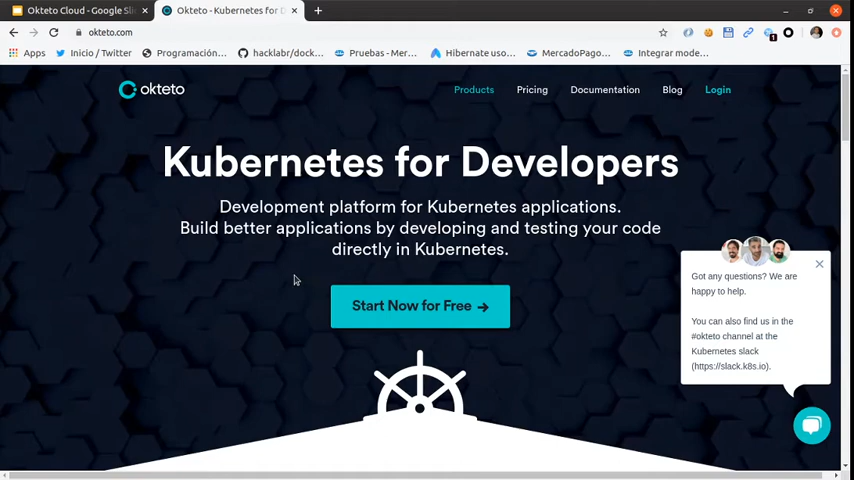 Okteto Cloud - Google Sli
Okteto - Kubernetes for D
okteto.com
Apps
Inicio / Twitter
Programación...
hacklabr/dock...
Pruebas - Mer...
Hibernate uso...
MercadoPago...
Integrar mode...
okteto
Products
Pricing
Documentation
Blog
Login
Kubernetes for Developers
Development platform for Kubernetes applications.
Build better applications by developing and testing your code
directly in Kubernetes.
Start Now for Free →
Got any questions? We are
happy to help.
You can also find us in the
#okteto channel at the
Kubernetes slack
(https://slack.k8s.io).